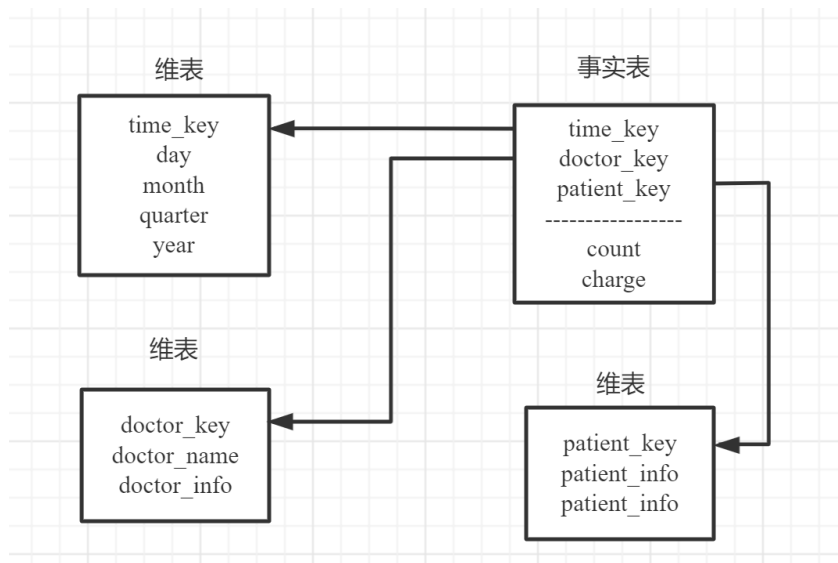 维表
time_key
day
month
quarter
year
事实表
time_key
doctor_key
patient_key
-----------------
count
charge
维表
doctor_key
doctor_name
doctor_info
维表
patient_key
patient_info
patient_info